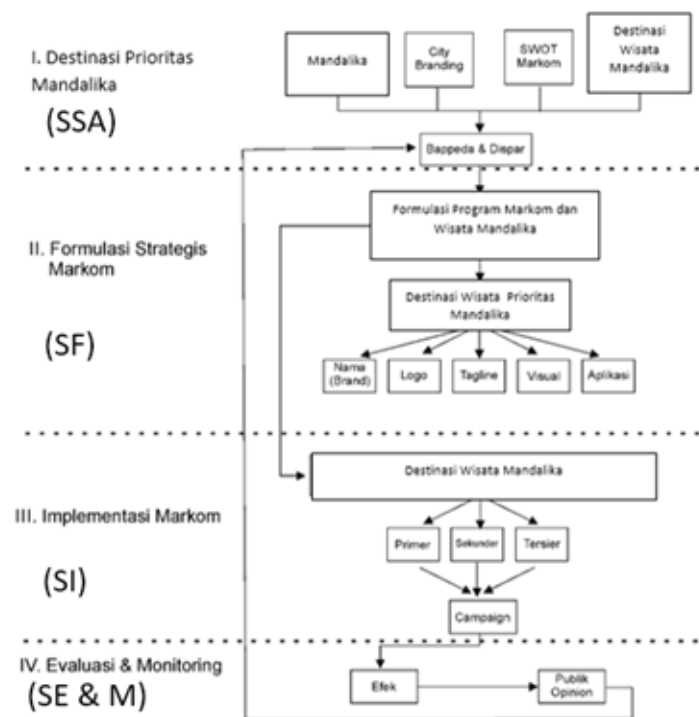 I. Destinasi Prioritas
Mandalika
(SSA)
Mandalika
City
Branding
SWOT
Markom
Destinasi
Wisata
Mandalika
Bappeda & Dispar
II. Formulasi Strategis
Markom
(SF)
Formulasi Program Markom dan
Wisata Mandalika
Destinasi Wisata Prioritas
Mandalika
Nama
(Brand)
Logo
Tagline
Visual
Aplikasi
III. Implementasi Markom
(SI)
Destinasi Wisata Mandalika
Primer
Sekunder
Tersier
Campaign
IV. Evaluasi & Monitoring
(SE & M)
Efek
Publik
Opinion